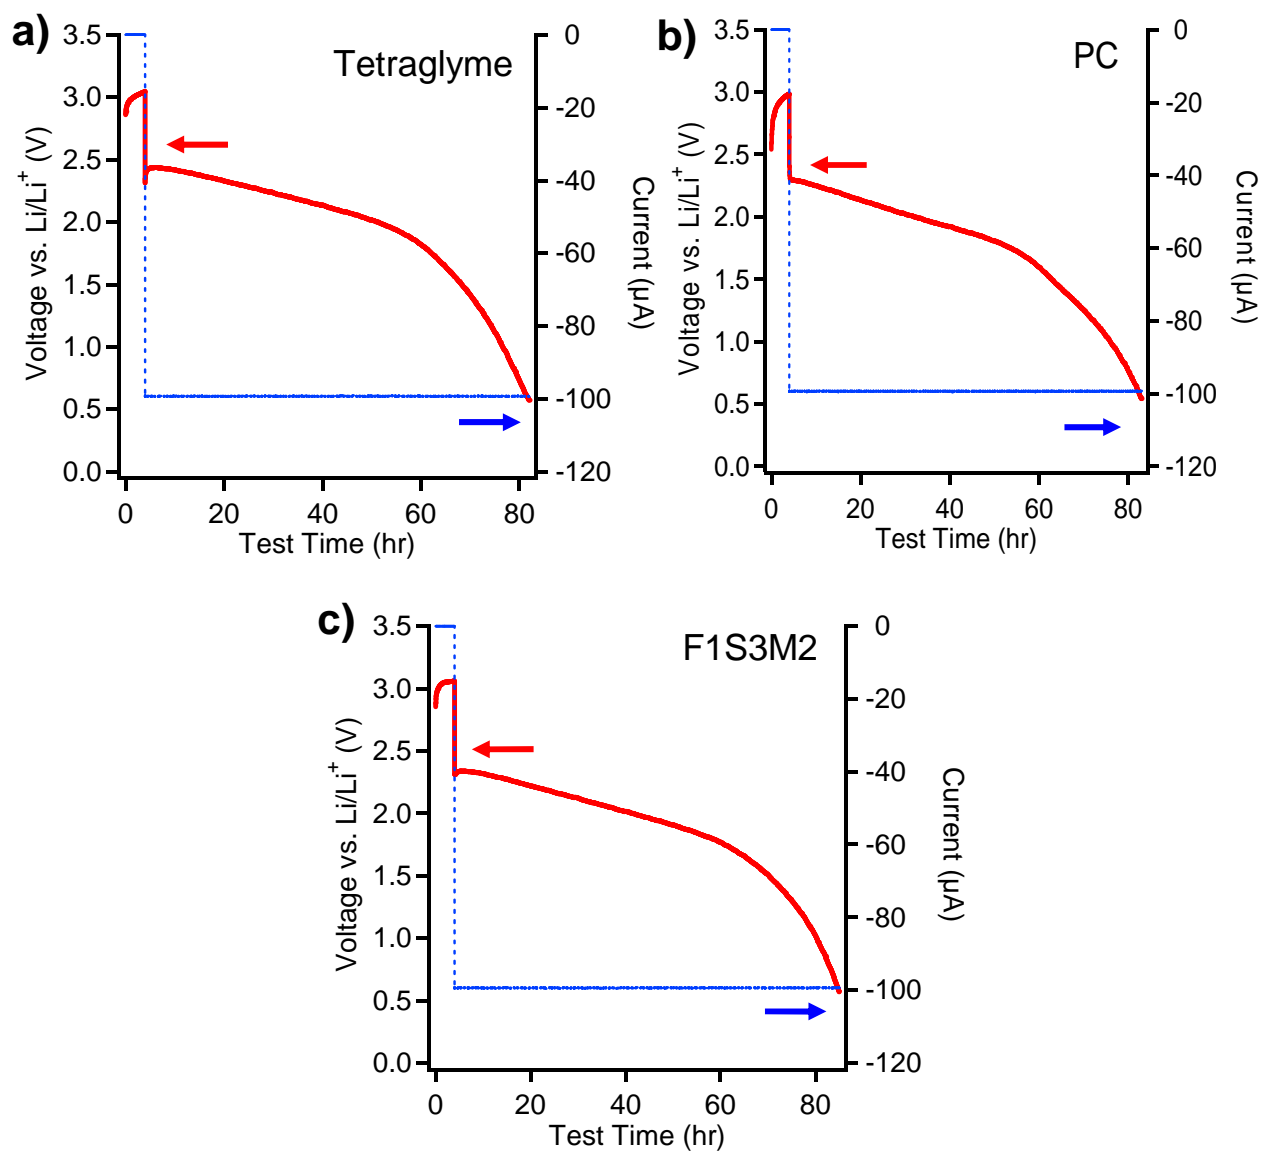 a)
Tetraglyme
3.5
3.0
2.5
2.0
1.5
1.0
0.5
0.0
Voltage vs. Li/Li+ (V)
0
-20
-40
-60
-80
-100
-120
Current (μA)
0 20 40 60 80
Test Time (hr)
b)
PC
3.5
3.0
2.5
2.0
1.5
1.0
0.5
0.0
Voltage vs. Li/Li+ (V)
0
-20
-40
-60
-80
-100
-120
Current (μA)
0 20 40 60 80
Test Time (hr)
c)
F1S3M2
3.5
3.0
2.5
2.0
1.5
1.0
0.5
0.0
Voltage vs. Li/Li+ (V)
0
-20
-40
-60
-80
-100
-120
Current (μA)
0 20 40 60 80
Test Time (hr)